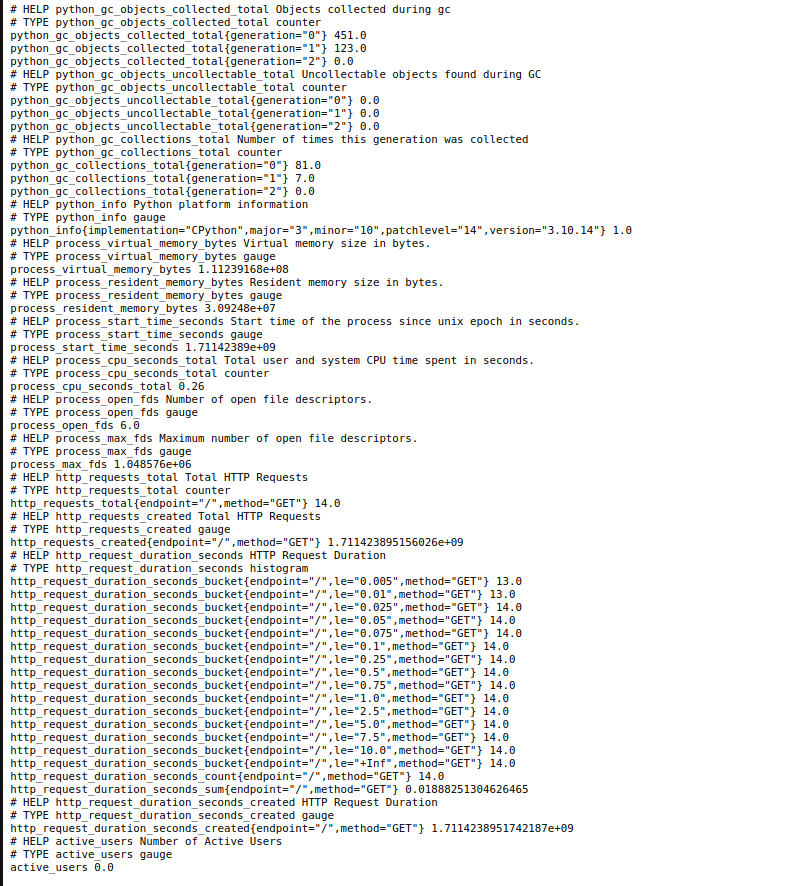 # HELP python_gc_objects_collected_total Objects collected during gc
# TYPE python_gc_objects_collected_total counter
python_gc_objects_collected_total{generation="0"} 451.0
python_gc_objects_collected_total{generation="1"} 123.0
python_gc_objects_collected_total{generation="2"} 0.0
# HELP python_gc_objects_uncollectable_total Uncollectable objects found during GC
# TYPE python_gc_objects_uncollectable_total counter
python_gc_objects_uncollectable_total{generation="0"} 0.0
python_gc_objects_uncollectable_total{generation="1"} 0.0
python_gc_objects_uncollectable_total{generation="2"} 0.0
# HELP python_gc_collections_total Number of times this generation was collected
# TYPE python_gc_collections_total counter
python_gc_collections_total{generation="0"} 81.0
python_gc_collections_total{generation="1"} 7.0
python_gc_collections_total{generation="2"} 0.0
# HELP python_info Python platform information
# TYPE python_info gauge
python_info{implementation="CPython",major="3",minor="10",patchlevel="14",version="3.10.14"} 1.0
# HELP process_virtual_memory_bytes Virtual memory size in bytes.
# TYPE process_virtual_memory_bytes gauge
process_virtual_memory_bytes 1.11239168e+08
# HELP process_resident_memory_bytes Resident memory size in bytes.
# TYPE process_resident_memory_bytes gauge
process_resident_memory_bytes 3.09248e+07
# HELP process_start_time_seconds Start time of the process since unix epoch in seconds.
# TYPE process_start_time_seconds gauge
process_start_time_seconds 1.71142389e+09
# HELP process_cpu_seconds_total Total user and system CPU time spent in seconds.
# TYPE process_cpu_seconds_total counter
process_cpu_seconds_total 0.26
# HELP process_open_fds Number of open file descriptors.
# TYPE process_open_fds gauge
process_open_fds 6.0
# HELP process_max_fds Maximum number of open file descriptors.
# TYPE process_max_fds gauge
process_max_fds 1.048576e+06
# HELP http_requests_total Total HTTP Requests
# TYPE http_requests_total counter
http_requests_total{endpoint="/",method="GET"} 14.0
# HELP http_requests_created Total HTTP Requests
# TYPE http_requests_created gauge
http_requests_created{endpoint="/",method="GET"} 1.711423895156026e+09
# HELP http_request_duration_seconds HTTP Request Duration
# TYPE http_request_duration_seconds histogram
http_request_duration_seconds_bucket{endpoint="/",le="0.005",method="GET"} 13.0
http_request_duration_seconds_bucket{endpoint="/",le="0.01",method="GET"} 13.0
http_request_duration_seconds_bucket{endpoint="/",le="0.025",method="GET"} 14.0
http_request_duration_seconds_bucket{endpoint="/",le="0.05",method="GET"} 14.0
http_request_duration_seconds_bucket{endpoint="/",le="0.075",method="GET"} 14.0
http_request_duration_seconds_bucket{endpoint="/",le="0.1",method="GET"} 14.0
http_request_duration_seconds_bucket{endpoint="/",le="0.25",method="GET"} 14.0
http_request_duration_seconds_bucket{endpoint="/",le="0.5",method="GET"} 14.0
http_request_duration_seconds_bucket{endpoint="/",le="0.75",method="GET"} 14.0
http_request_duration_seconds_bucket{endpoint="/",le="1.0",method="GET"} 14.0
http_request_duration_seconds_bucket{endpoint="/",le="2.5",method="GET"} 14.0
http_request_duration_seconds_bucket{endpoint="/",le="5.0",method="GET"} 14.0
http_request_duration_seconds_bucket{endpoint="/",le="7.5",method="GET"} 14.0
http_request_duration_seconds_bucket{endpoint="/",le="10.0",method="GET"} 14.0
http_request_duration_seconds_bucket{endpoint="/",le="+Inf",method="GET"} 14.0
http_request_duration_seconds_count{endpoint="/",method="GET"} 14.0
http_request_duration_seconds_sum{endpoint="/",method="GET"} 0.01888251304626465
# HELP http_request_duration_seconds_created HTTP Request Duration
# TYPE http_request_duration_seconds_created gauge
http_request_duration_seconds_created{endpoint="/",method="GET"} 1.7114238951742187e+09
# HELP active_users Number of Active Users
# TYPE active_users gauge
active_users 0.0